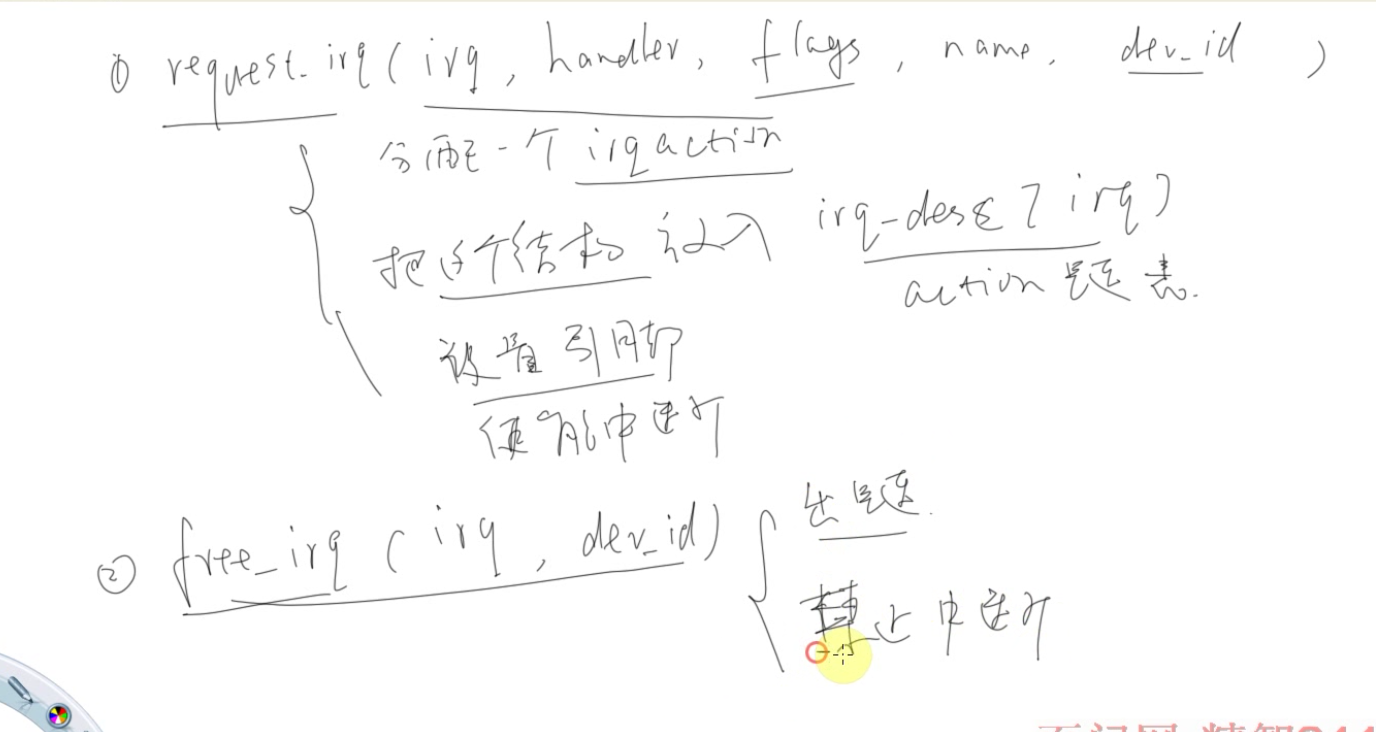 ① request_irq(irq, handler, flags, name, dev_id)
分配一个 irqaction
把这个结构放入 irq_desc[irq]
action 链表.
设置引脚
使能中断
② free_irq(irq, dev_id)
出链.
禁止中断